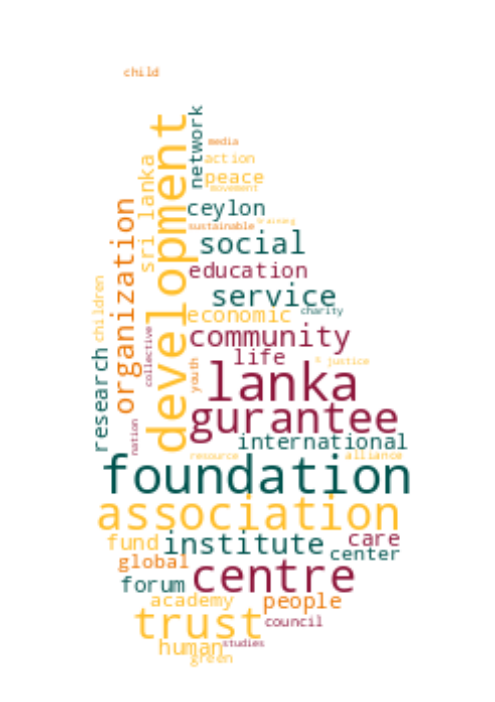 child
network
media
action
peace
movement
development
sri lanka
organization
ceylon
sustainable
training
social
education
service
children
economic
charity
community
collective
research
life
justice
youth
lanka
gurantee
nation
international
resource
alliance
foundation
association
fund
institute
care
center
global
forum
centre
academy
people
trust
council
human
studies
green